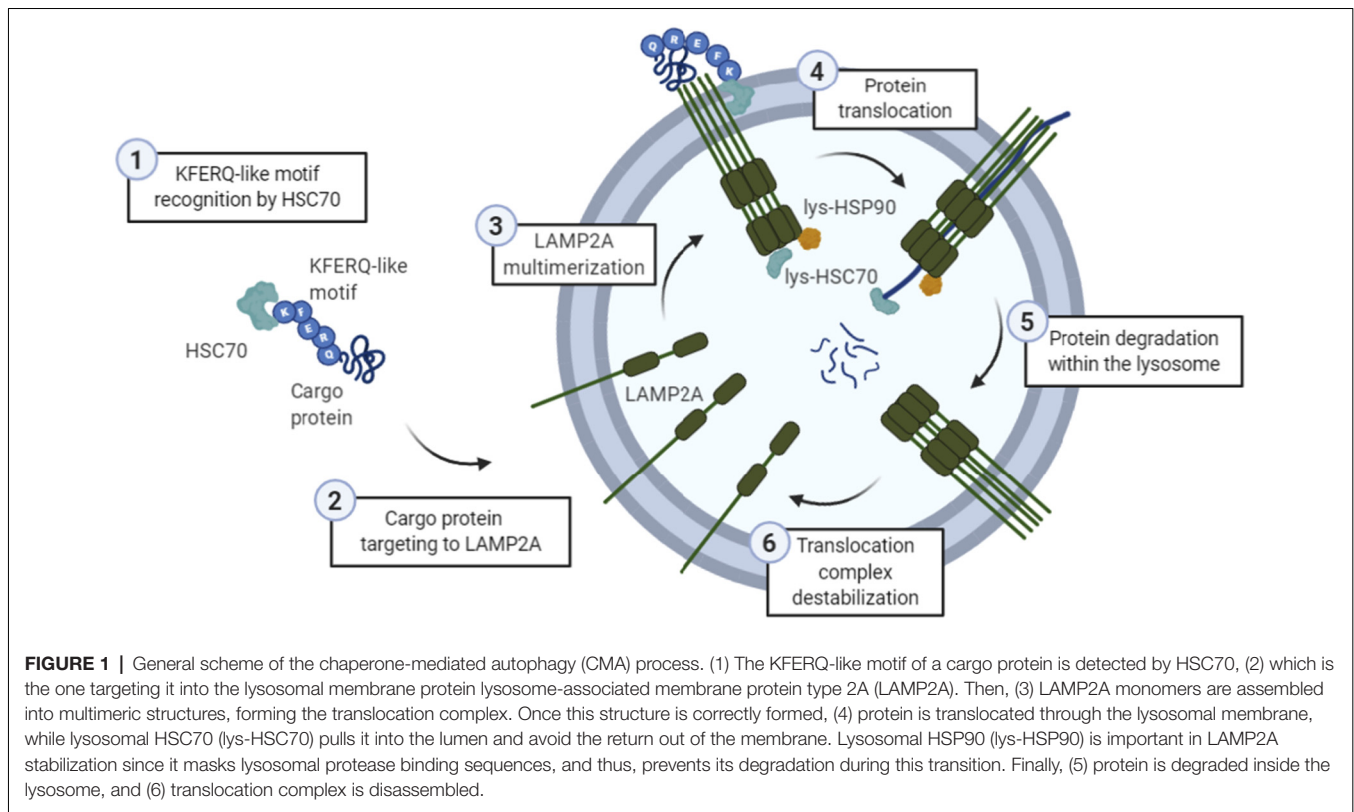 Q R E F K
4
Protein
translocation
1
KFERQ-like motif
recognition by HSC70
lys-HSP90
3
LAMP2A
multimerization
lys-HSC70
KFERQ-like
motif
K F E R Q
HSC70
5
Protein degradation
within the lysosome
Cargo
protein
LAMP2A
2
Cargo protein
targeting to LAMP2A
6
Translocation
complex
destabilization
FIGURE 1 | General scheme of the chaperone-mediated autophagy (CMA) process. (1) The KFERQ-like motif of a cargo protein is detected by HSC70, (2) which is
the one targeting it into the lysosomal membrane protein lysosome-associated membrane protein type 2A (LAMP2A). Then, (3) LAMP2A monomers are assembled
into multimeric structures, forming the translocation complex. Once this structure is correctly formed, (4) protein is translocated through the lysosomal membrane,
while lysosomal HSC70 (lys-HSC70) pulls it into the lumen and avoid the return out of the membrane. Lysosomal HSP90 (lys-HSP90) is important in LAMP2A
stabilization since it masks lysosomal protease binding sequences, and thus, prevents its degradation during this transition. Finally, (5) protein is degraded inside the
lysosome, and (6) translocation complex is disassembled.